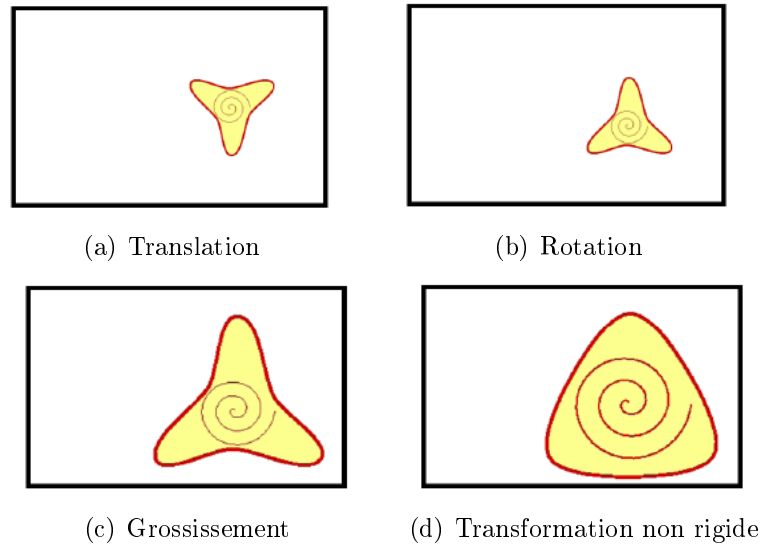 (a) Translation
(b) Rotation
(c) Grossissement
(d) Transformation non rigide